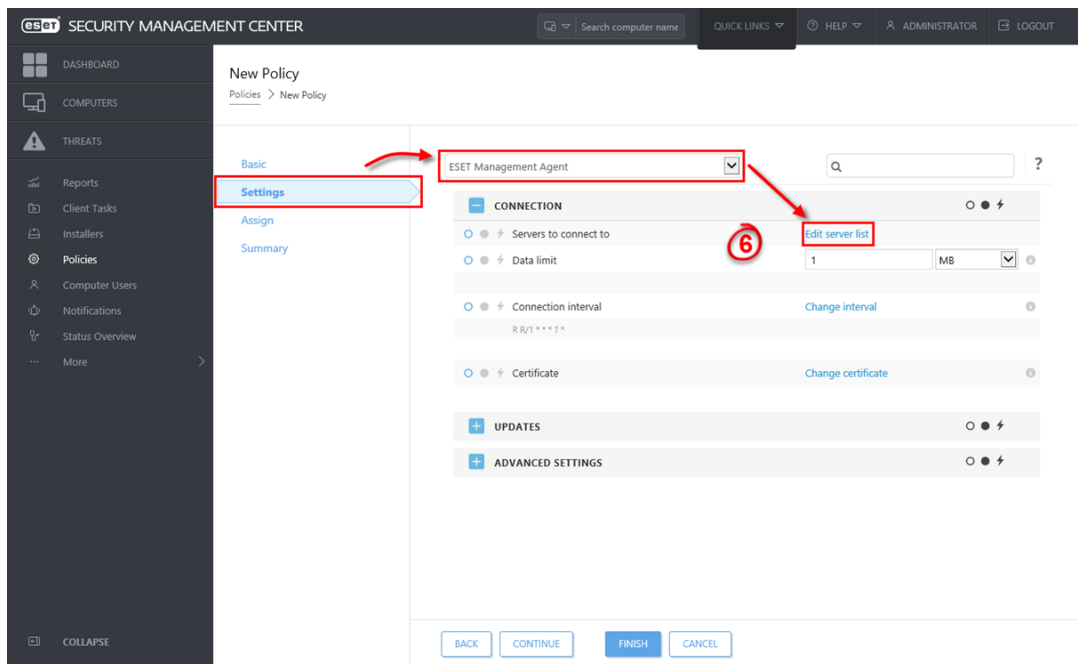 eset SECURITY MANAGEMENT CENTER
Search computer name
QUICK LINKS
HELP
ADMINISTRATOR
LOGOUT
DASHBOARD
COMPUTERS
THREATS
Reports
Client Tasks
Installers
Policies
Computer Users
Notifications
Status Overview
More
COLLAPSE
New Policy
Policies > New Policy
Basic
Settings
Assign
Summary
ESET Management Agent
?
CONNECTION
Servers to connect to
Edit server list
6
Data limit
1 MB
Connection interval
Change interval
R R/1 * * * ? *
Certificate
Change certificate
UPDATES
ADVANCED SETTINGS
BACK CONTINUE FINISH CANCEL